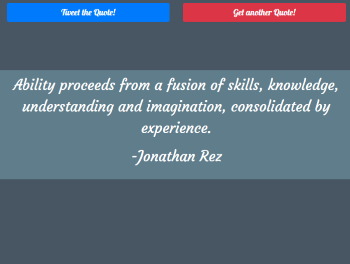 Tweet the Quote!
Get another Quote!
Ability proceeds from a fusion of skills, knowledge,
understanding and imagination, consolidated by
experience.
-Jonathan Rez